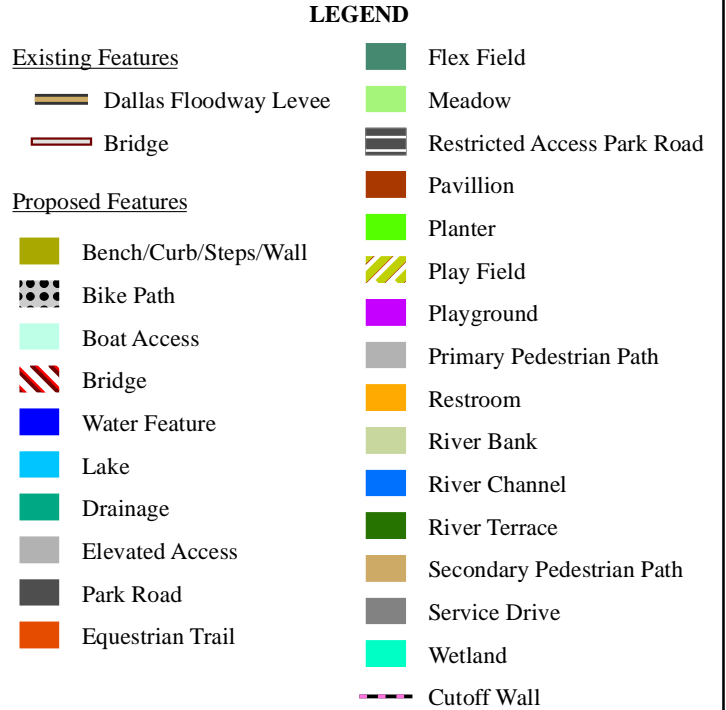 LEGEND
Existing Features
Dallas Floodway Levee
Bridge
Proposed Features
Bench/Curb/Steps/Wall
Bike Path
Boat Access
Bridge
Water Feature
Lake
Drainage
Elevated Access
Park Road
Equestrian Trail
Flex Field
Meadow
Restricted Access Park Road
Pavillion
Planter
Play Field
Playground
Primary Pedestrian Path
Restroom
River Bank
River Channel
River Terrace
Secondary Pedestrian Path
Service Drive
Wetland
Cutoff Wall